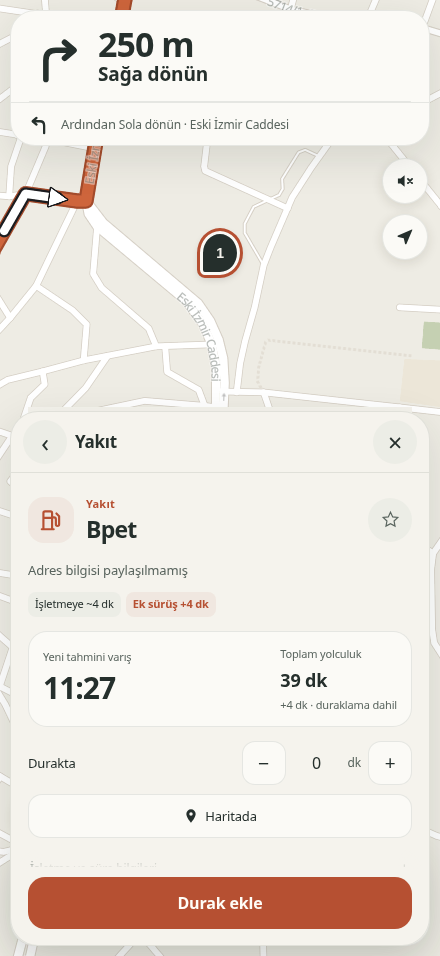 250 m
Sağa dönün
Ardından Sola dönün · Eski İzmir Caddesi
1
Eski İzmir Caddesi
Yakıt
Yakıt
Bpet
Adres bilgisi paylaşılmamış
İşletmeye ~4 dk
Ek sürüş +4 dk
Yeni tahmini varış
11:27
Toplam yolculuk
39 dk
+4 dk · duraklama dahil
Durakta
− 0 dk +
Haritada
Durak ekle